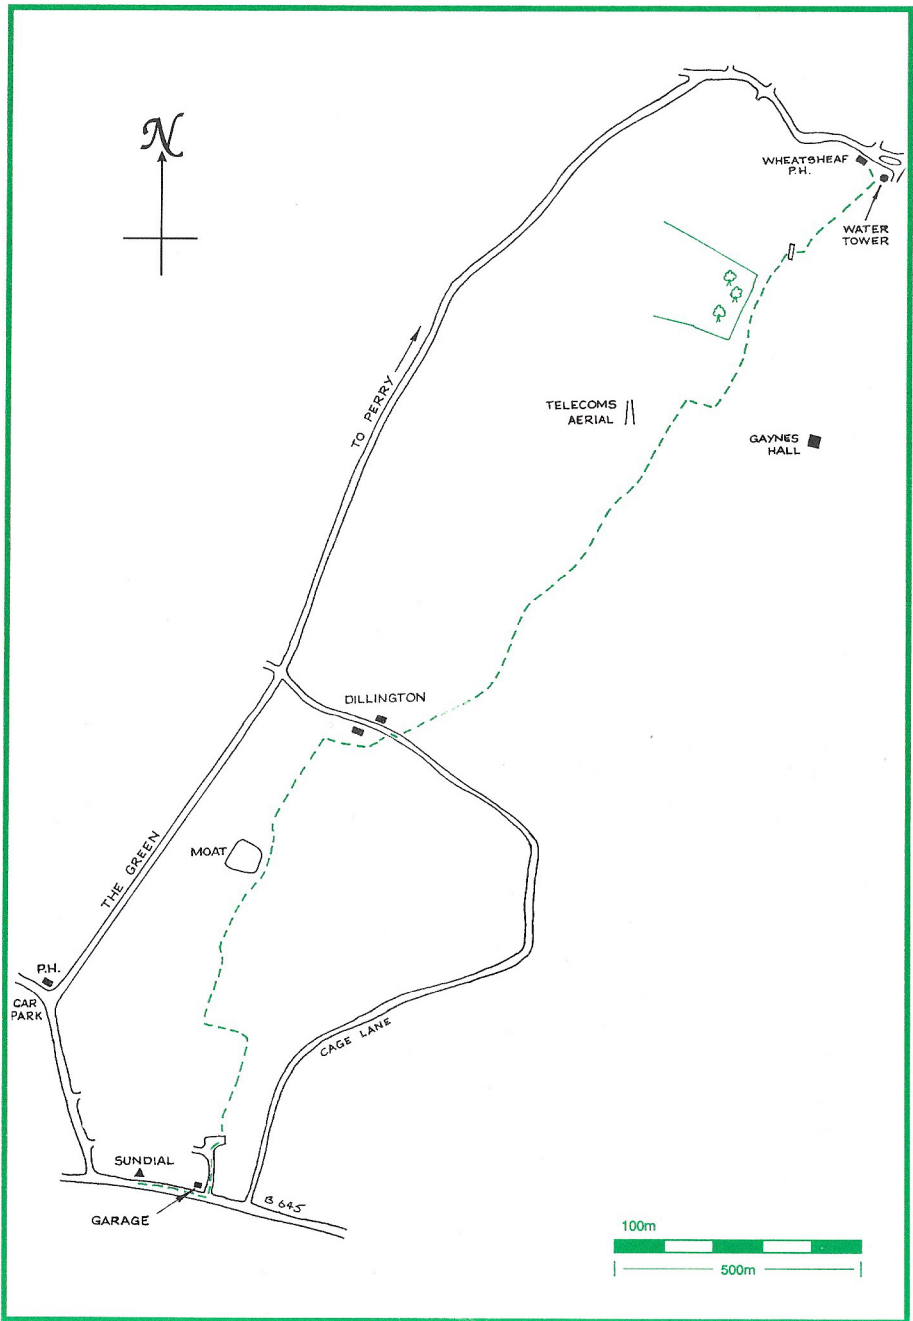 N
WHEATSHEAF
P.H.
WATER
TOWER
TO PERRY
TELECOMS
AERIAL
GAYNES
HALL
DILLINGTON
MOAT
THE GREEN
P.H.
CAR
PARK
CAGE LANE
SUNDIAL
B 645
GARAGE
100m
500m